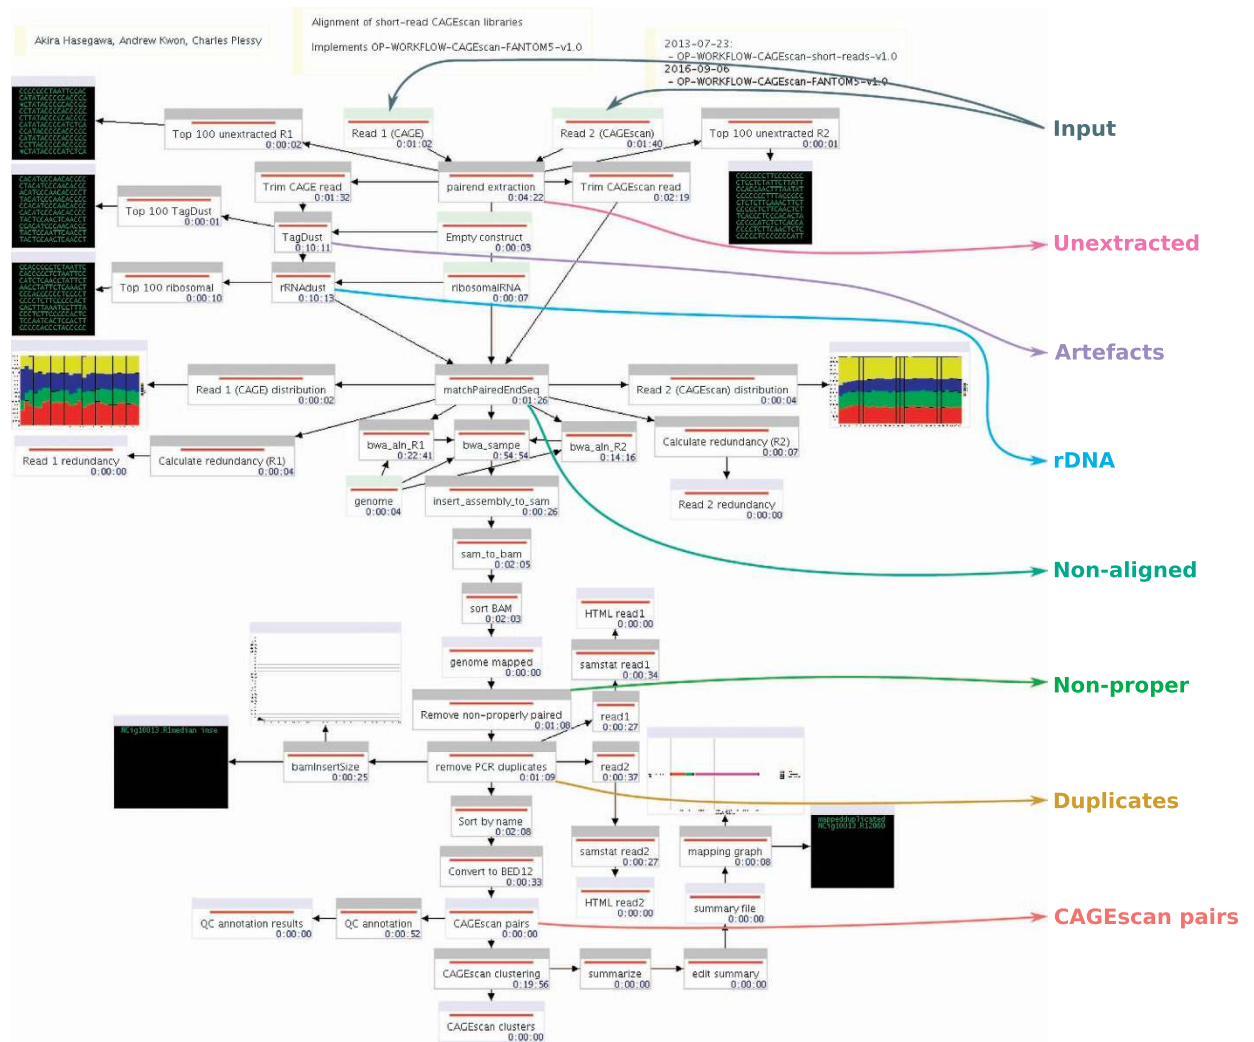 Akira Hasegawa, Andrew Kwon, Charles Plessy
Alignment of short-read CAGEscan libraries
Implements OP-WORKFLOW-CAGEscan-FANTOM5-v1.0
2013-07-23:
- OP-WORKFLOW-CAGEscan-short-reads-v1.0
2016-09-06
- OP-WORKFLOW-CAGEscan-FANTOM5-v1.0
Input
Top 100 unextracted R1
0:00:02
Read 1 (CAGE)
0:01:02
Read 2 (CAGEscan)
0:01:40
Top 100 unextracted R2
0:00:01
Trim CAGE read
0:01:32
pairend extraction
0:04:22
Trim CAGEscan read
0:02:19
Top 100 TagDust
0:00:01
TagDust
0:10:11
Empty construct
0:00:03
Unextracted
Top 100 ribosomal
0:00:10
rRNAdust
0:10:13
ribosomalRNA
0:00:07
Artefacts
Read 1 (CAGE) distribution
0:00:02
matchPairedEndSeq
0:01:26
Read 2 (CAGEscan) distribution
0:00:04
Read 1 redundancy
0:00:00
Calculate redundancy (R1)
0:00:04
bwa_aln_R1
0:22:41
bwa_sampe
0:54:54
bwa_aln_R2
0:14:16
Calculate redundancy (R2)
0:00:07
rDNA
genome
0:00:04
insert_assembly_to_sam
0:00:26
Read 2 redundancy
0:00:00
sam_to_bam
0:02:05
Non-aligned
sort BAM
0:02:03
HTML read1
0:00:00
genome mapped
0:00:00
samstat read1
0:00:34
Non-proper
Remove non-properly paired
0:01:08
read1
0:00:27
NCig10013.R1median inse
bamInsertSize
0:00:25
remove PCR duplicates
0:01:09
read2
0:00:37
Duplicates
Sort by name
0:02:08
mappedduplicated
NCig10013.R12060
Convert to BED12
0:00:33
samstat read2
0:00:27
mapping graph
0:00:08
HTML read2
0:00:00
summary file
0:00:00
QC annotation results
0:00:00
QC annotation
0:00:52
CAGEscan pairs
0:00:00
CAGEscan pairs
CAGEscan clustering
0:19:56
summarize
0:00:00
edit summary
0:00:00
CAGEscan clusters
0:00:00